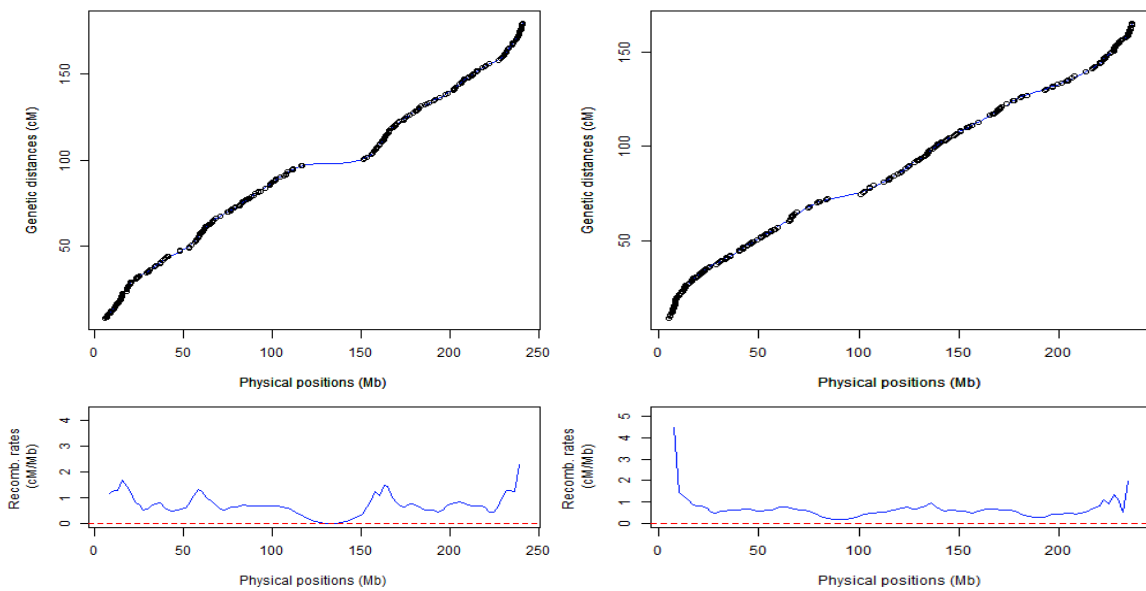 Genetic distances (cM)
50 100 150
0 50 100 150 200 250
Physical positions (Mb)
Genetic distances (cM)
50 100 150
0 50 100 150 200
Physical positions (Mb)
Recomb. rates
(cM/Mb)
0 1 2 3 4
0 50 100 150 200 250
Physical positions (Mb)
Recomb. rates
(cM/Mb)
0 1 2 3 4 5
0 50 100 150 200
Physical positions (Mb)